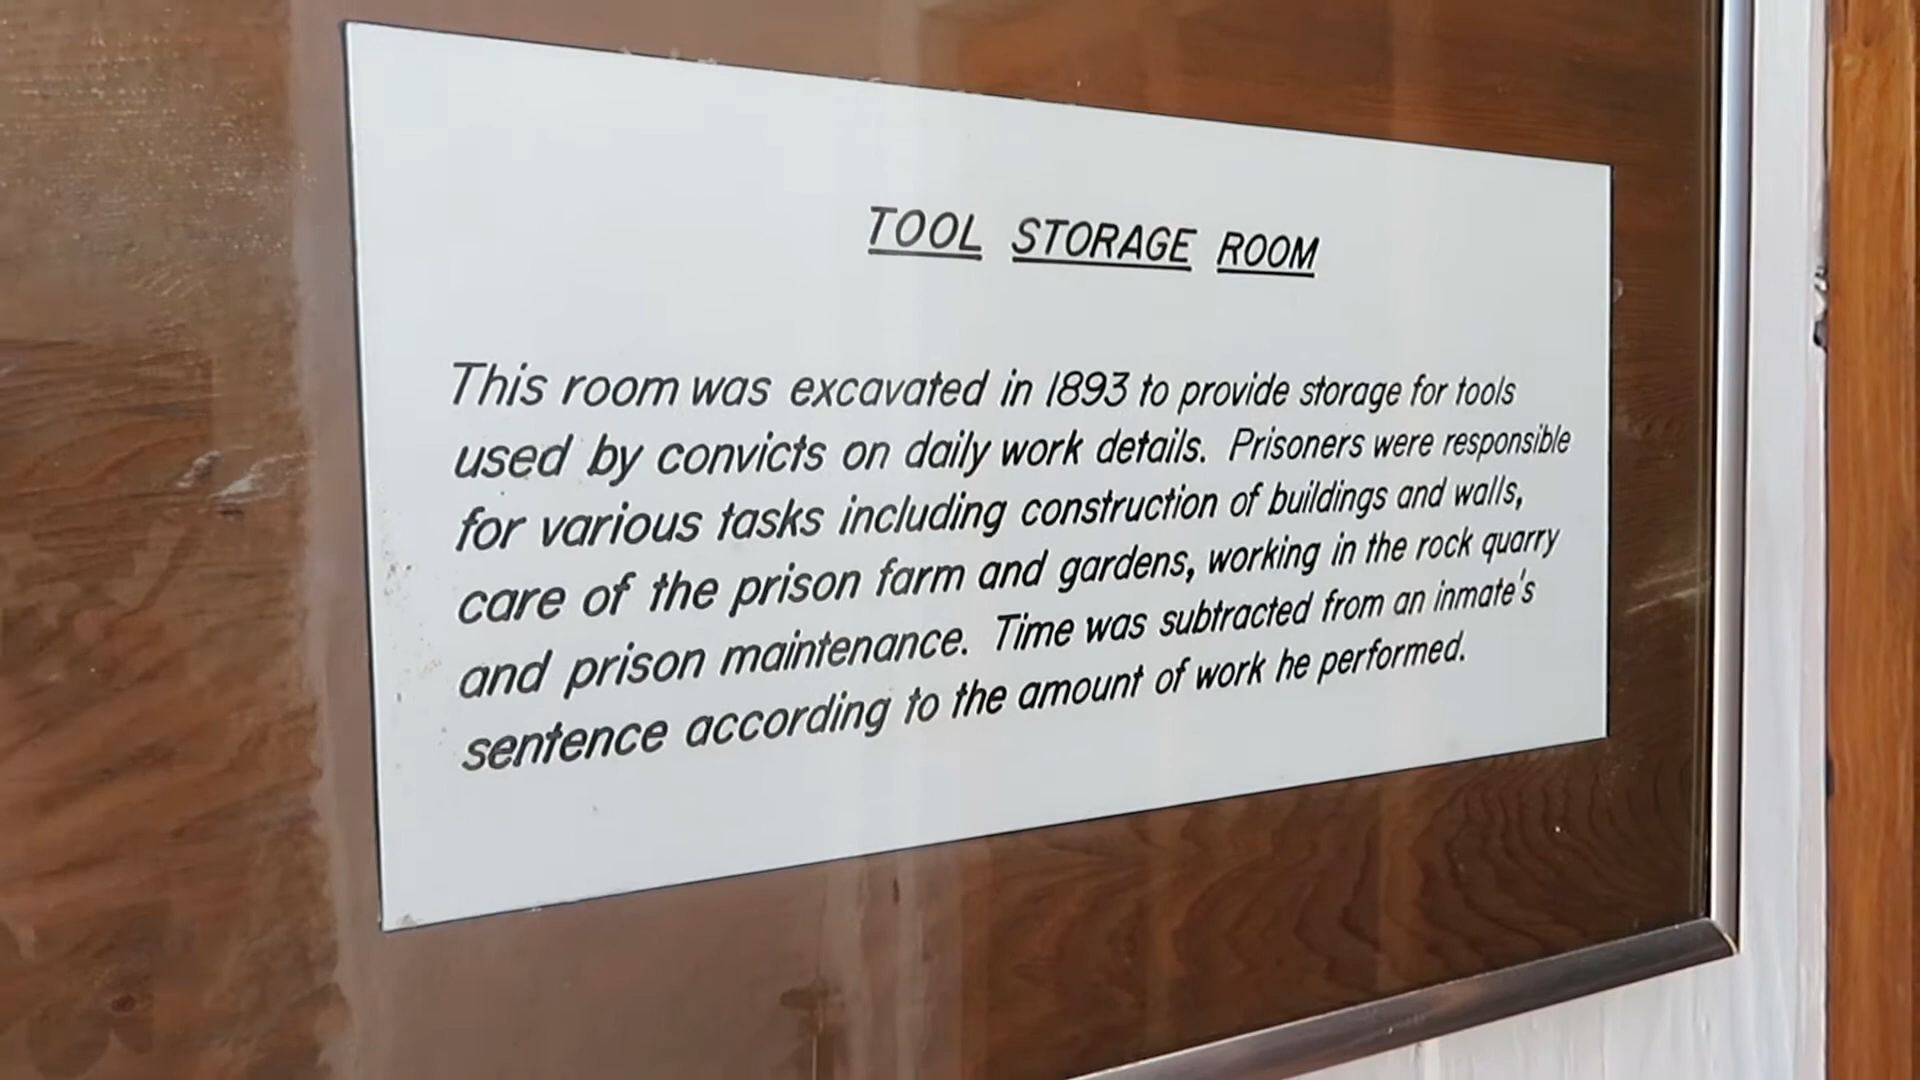 TOOL STORAGE ROOM
This room was excavated in 1893 to provide storage for tools
used by convicts on daily work details. Prisoners were responsible
for various tasks including construction of buildings and walls,
care of the prison farm and gardens, working in the rock quarry
and prison maintenance. Time was subtracted from an inmate's
sentence according to the amount of work he performed.